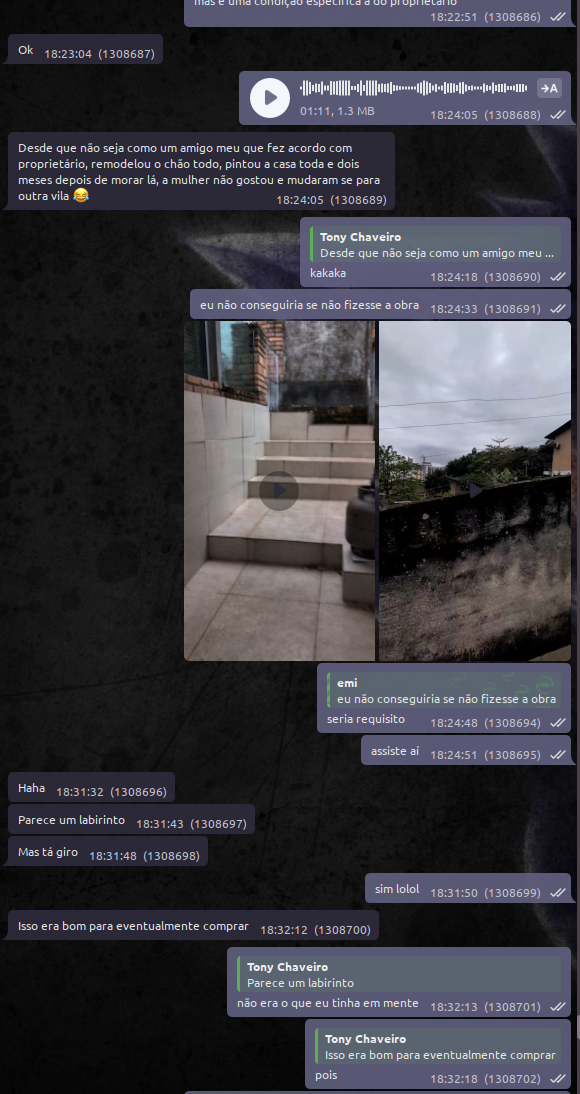 mas é uma condição específica a do proprietário
18:22:51 (1308686)
Ok 18:23:04 (1308687)
→A
01:11, 1.3 MB 18:24:05 (1308688)
Desde que não seja como um amigo meu que fez acordo com
proprietário, remodelou o chão todo, pintou a casa toda e dois
meses depois de morar lá, a mulher não gostou e mudaram se para
outra vila 😂 18:24:05 (1308689)
Tony Chaveiro
Desde que não seja como um amigo meu ...
kakaka 18:24:18 (1308690)
eu não conseguiria se não fizesse a obra 18:24:33 (1308691)
emi
eu não conseguiria se não fizesse a obra
seria requisito 18:24:48 (1308694)
assiste aí 18:24:51 (1308695)
Haha 18:31:32 (1308696)
Parece um labirinto 18:31:43 (1308697)
Mas tá giro 18:31:48 (1308698)
sim lolol 18:31:50 (1308699)
Isso era bom para eventualmente comprar 18:32:12 (1308700)
Tony Chaveiro
Parece um labirinto
não era o que eu tinha em mente 18:32:13 (1308701)
Tony Chaveiro
Isso era bom para eventualmente comprar
pois 18:32:18 (1308702)